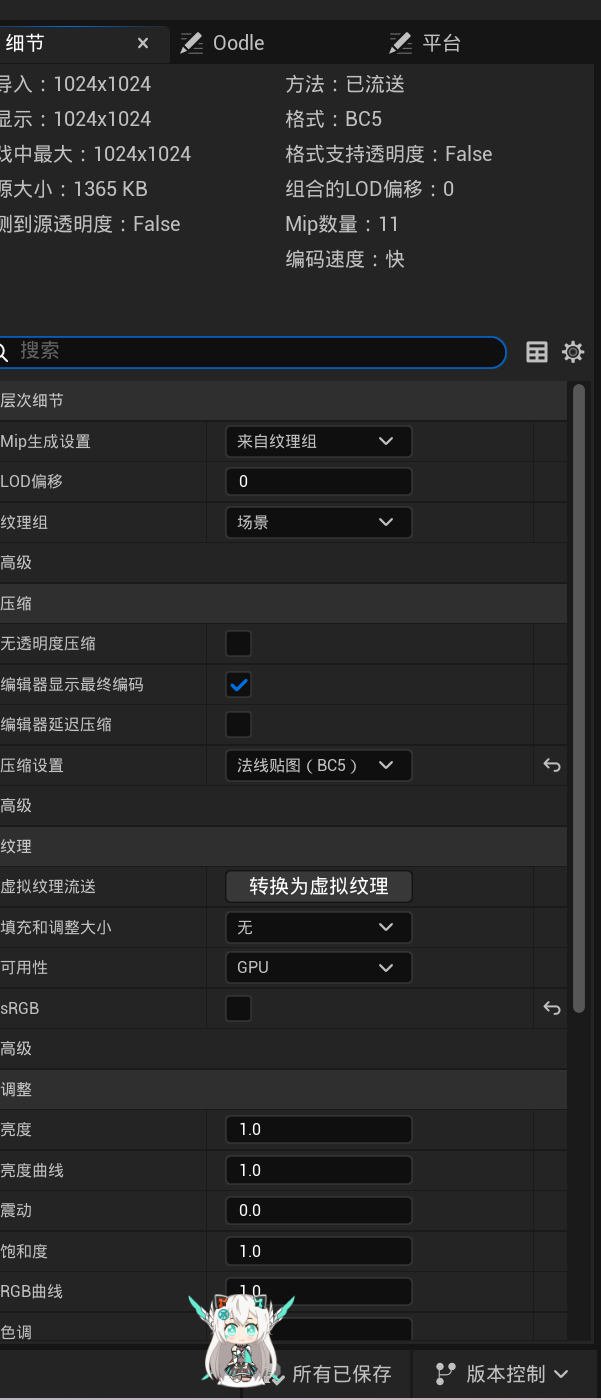 细节
Oodle
平台
导入：1024x1024
方法：已流送
显示：1024x1024
格式：BC5
戏中最大：1024x1024
格式支持透明度：False
源大小：1365 KB
组合的LOD偏移：0
测到源透明度：False
Mip数量：11
编码速度：快
搜索
层次细节
Mip生成设置
来自纹理组
LOD偏移
0
纹理组
场景
高级
压缩
无透明度压缩
编辑器显示最终编码
编辑器延迟压缩
压缩设置
法线贴图（BC5）
高级
纹理
虚拟纹理流送
转换为虚拟纹理
填充和调整大小
无
可用性
GPU
sRGB
高级
调整
亮度
1.0
亮度曲线
1.0
震动
0.0
饱和度
1.0
RGB曲线
1.0
色调
所有已保存
版本控制